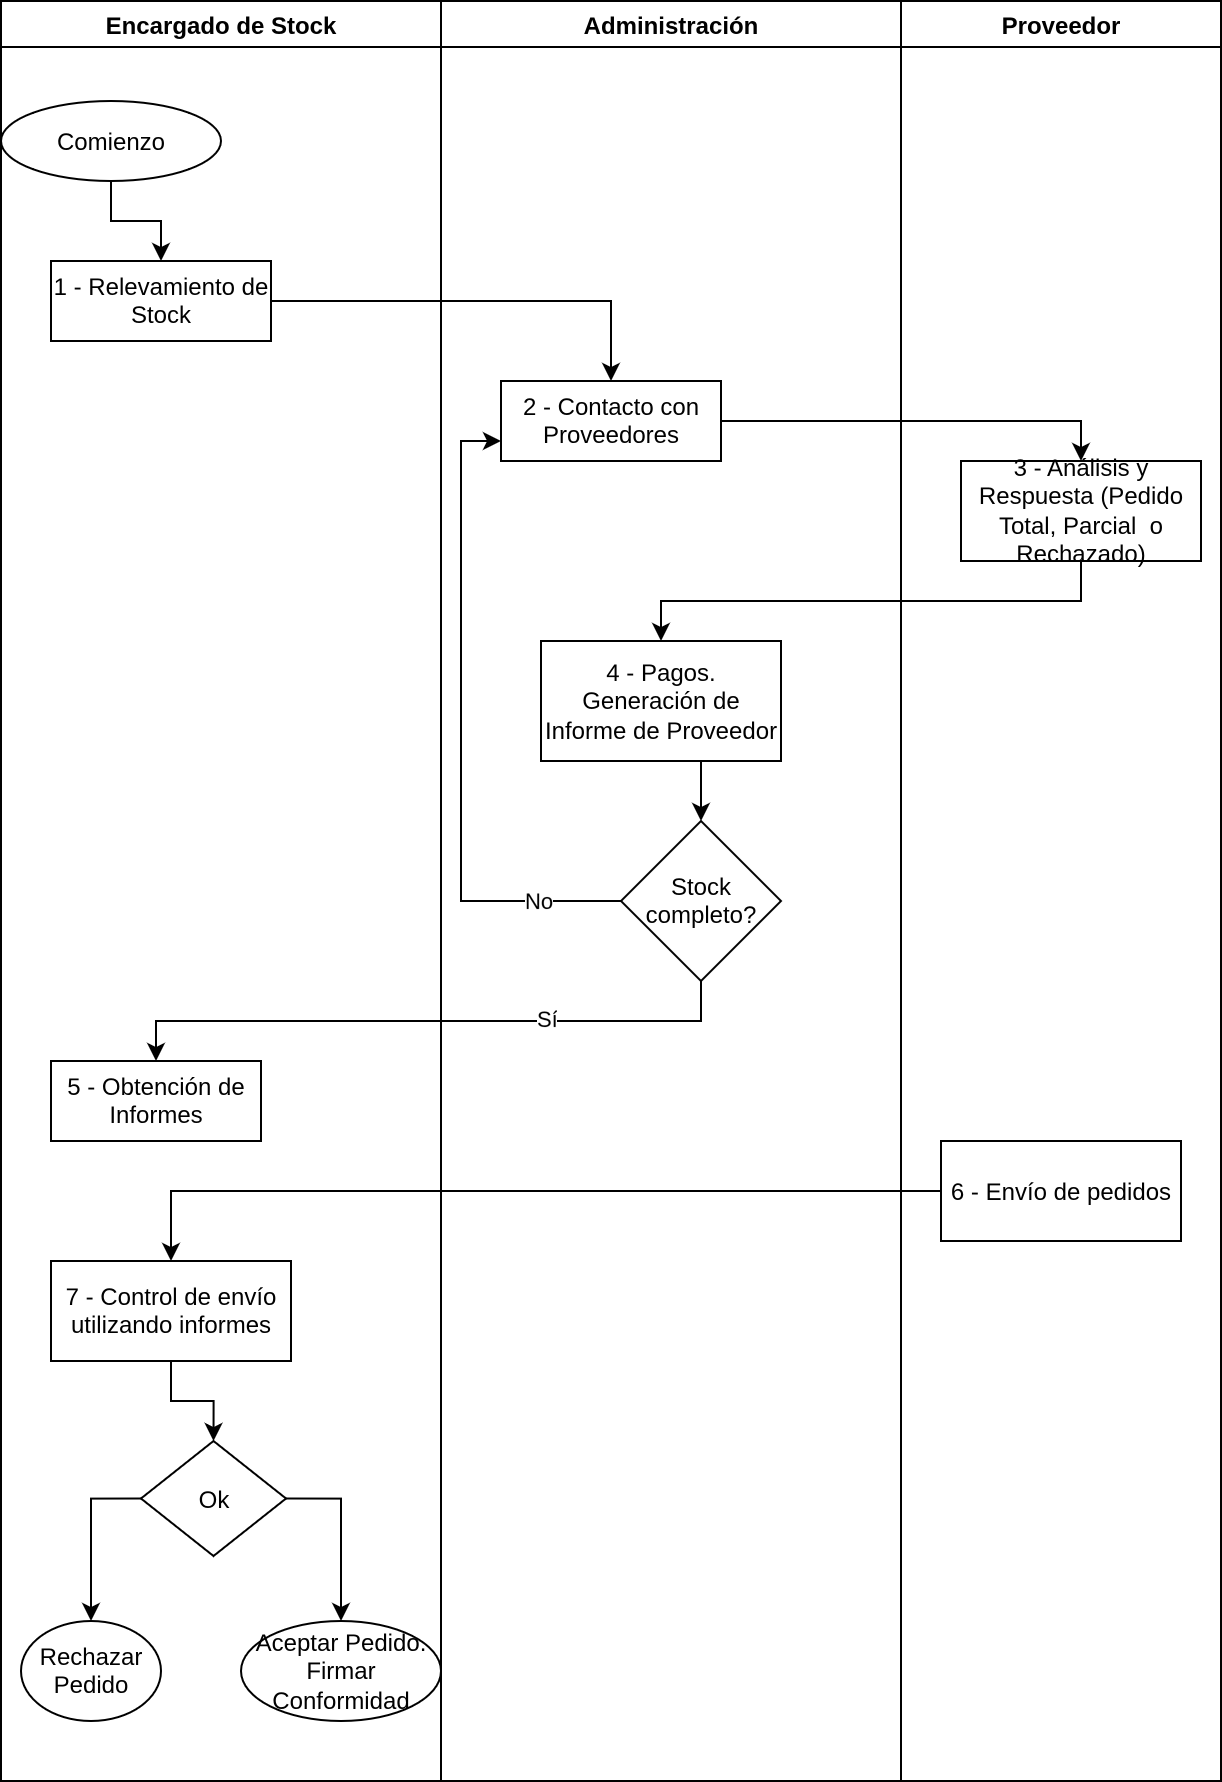 Encargado de Stock
Administración
Proveedor
Comienzo
1 - Relevamiento de
Stock
2 - Contacto con
Proveedores
3 - Análisis y
Respuesta (Pedido
Total, Parcial  o
Rechazado)
4 - Pagos.
Generación de
Informe de Proveedor
Stock
completo?
No
Sí
5 - Obtención de
Informes
6 - Envío de pedidos
7 - Control de envío
utilizando informes
Ok
Rechazar
Pedido
Aceptar Pedido.
Firmar
Conformidad